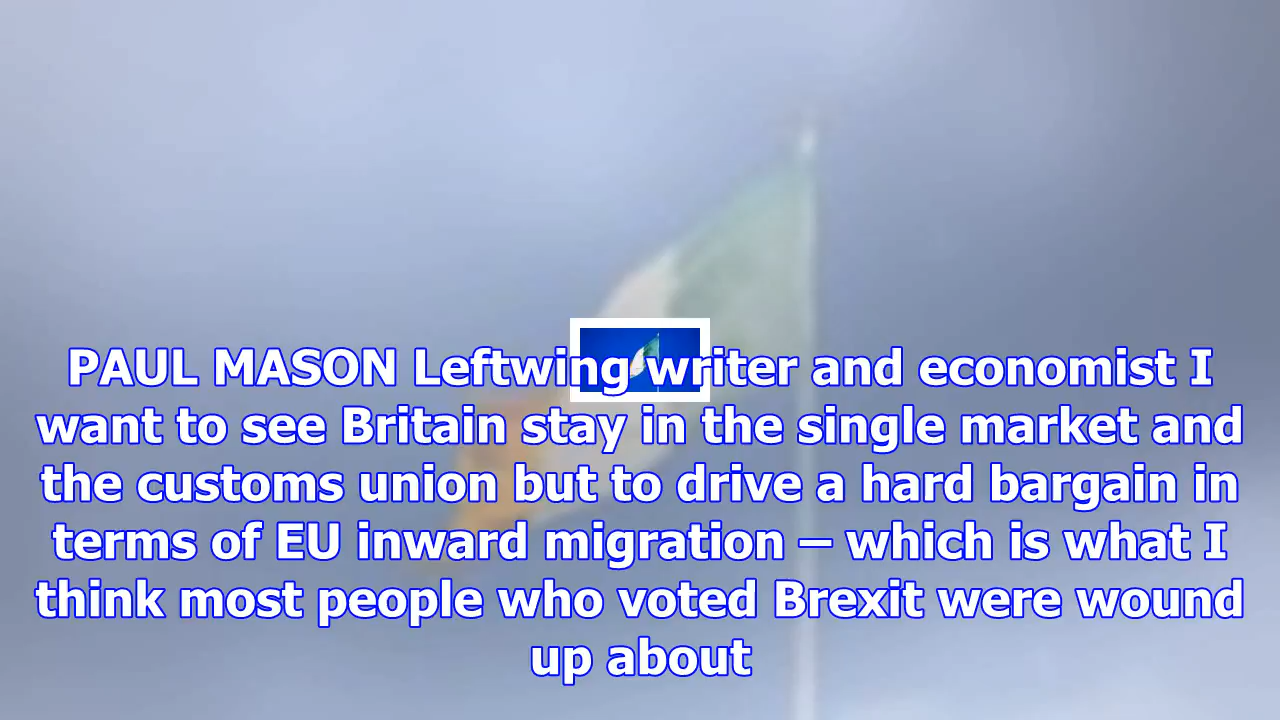 PAUL MASON Leftwing writer and economist I
want to see Britain stay in the single market and
the customs union but to drive a hard bargain in
terms of EU inward migration – which is what I
think most people who voted Brexit were wound
up about